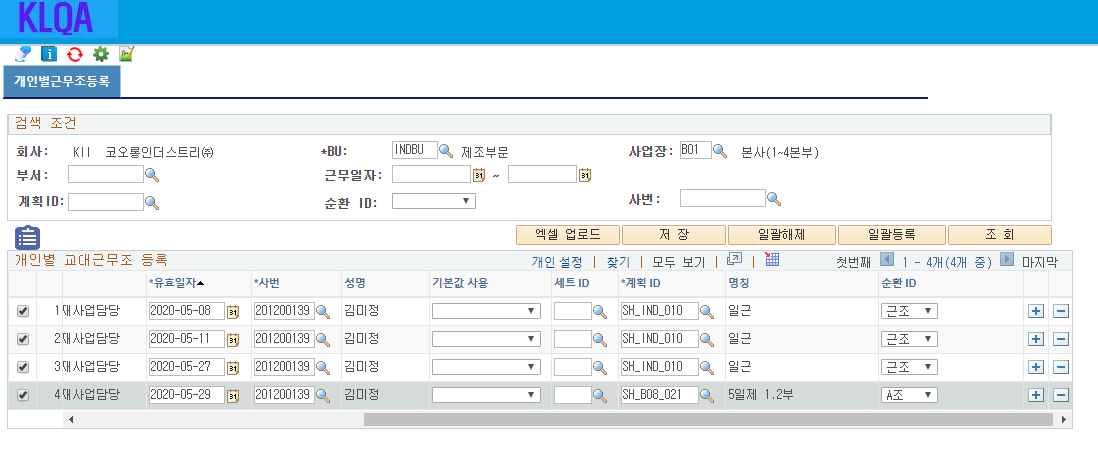 KLQA
개인별근무조등록
검색 조건
회사: KII 코오롱인더스트리㈜ *BU: INDBU 제조부문 사업장: B01 본사(1~4본부)
부서: 근무일자: ~
계획ID: 순환 ID: 사번:
엑셀 업로드 저 장 일괄해제 일괄등록 조 회
개인별 교대근무조 등록 개인 설정 | 찾기 | 모두 보기 | | 첫번째 1 - 4개(4개 중) 마지막
*유효일자 *사번 성명 기본값 사용 세트 ID *계획 ID 명칭 순환 ID
1 사업담당 2020-05-08 201200139 김미정 SH_IND_010 일근 근조
2 사업담당 2020-05-11 201200139 김미정 SH_IND_010 일근 근조
3 사업담당 2020-05-27 201200139 김미정 SH_IND_010 일근 근조
4 사업담당 2020-05-29 201200139 김미정 SH_B08_021 5일제 1.2부 A조